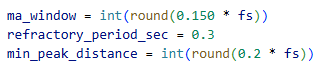 ma_window = int(round(0.150 * fs))
refractory_period_sec = 0.3
min_peak_distance = int(round(0.2 * fs))